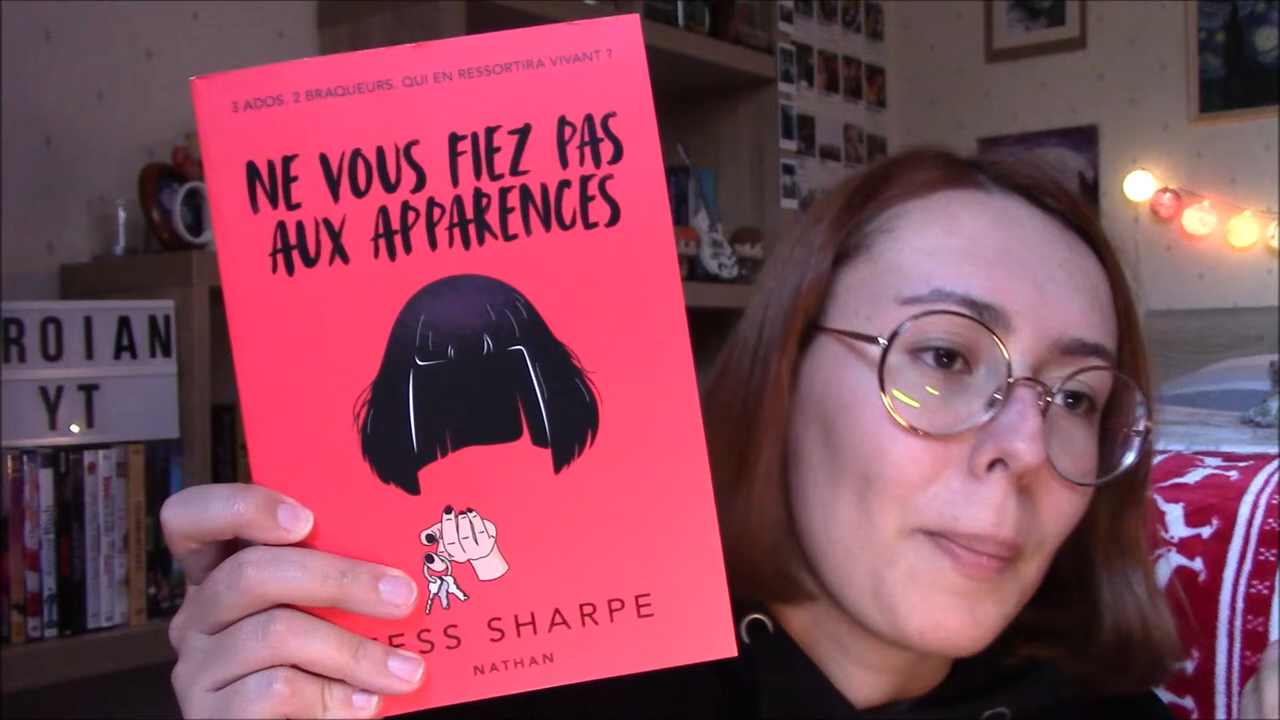 3 ADOS. 2 BRAQUEURS. QUI EN RESSORTIRA VIVANT ?
NE VOUS FIEZ PAS
AUX APPARENCES
ESS SHARPE
NATHAN
ROIAN
YT